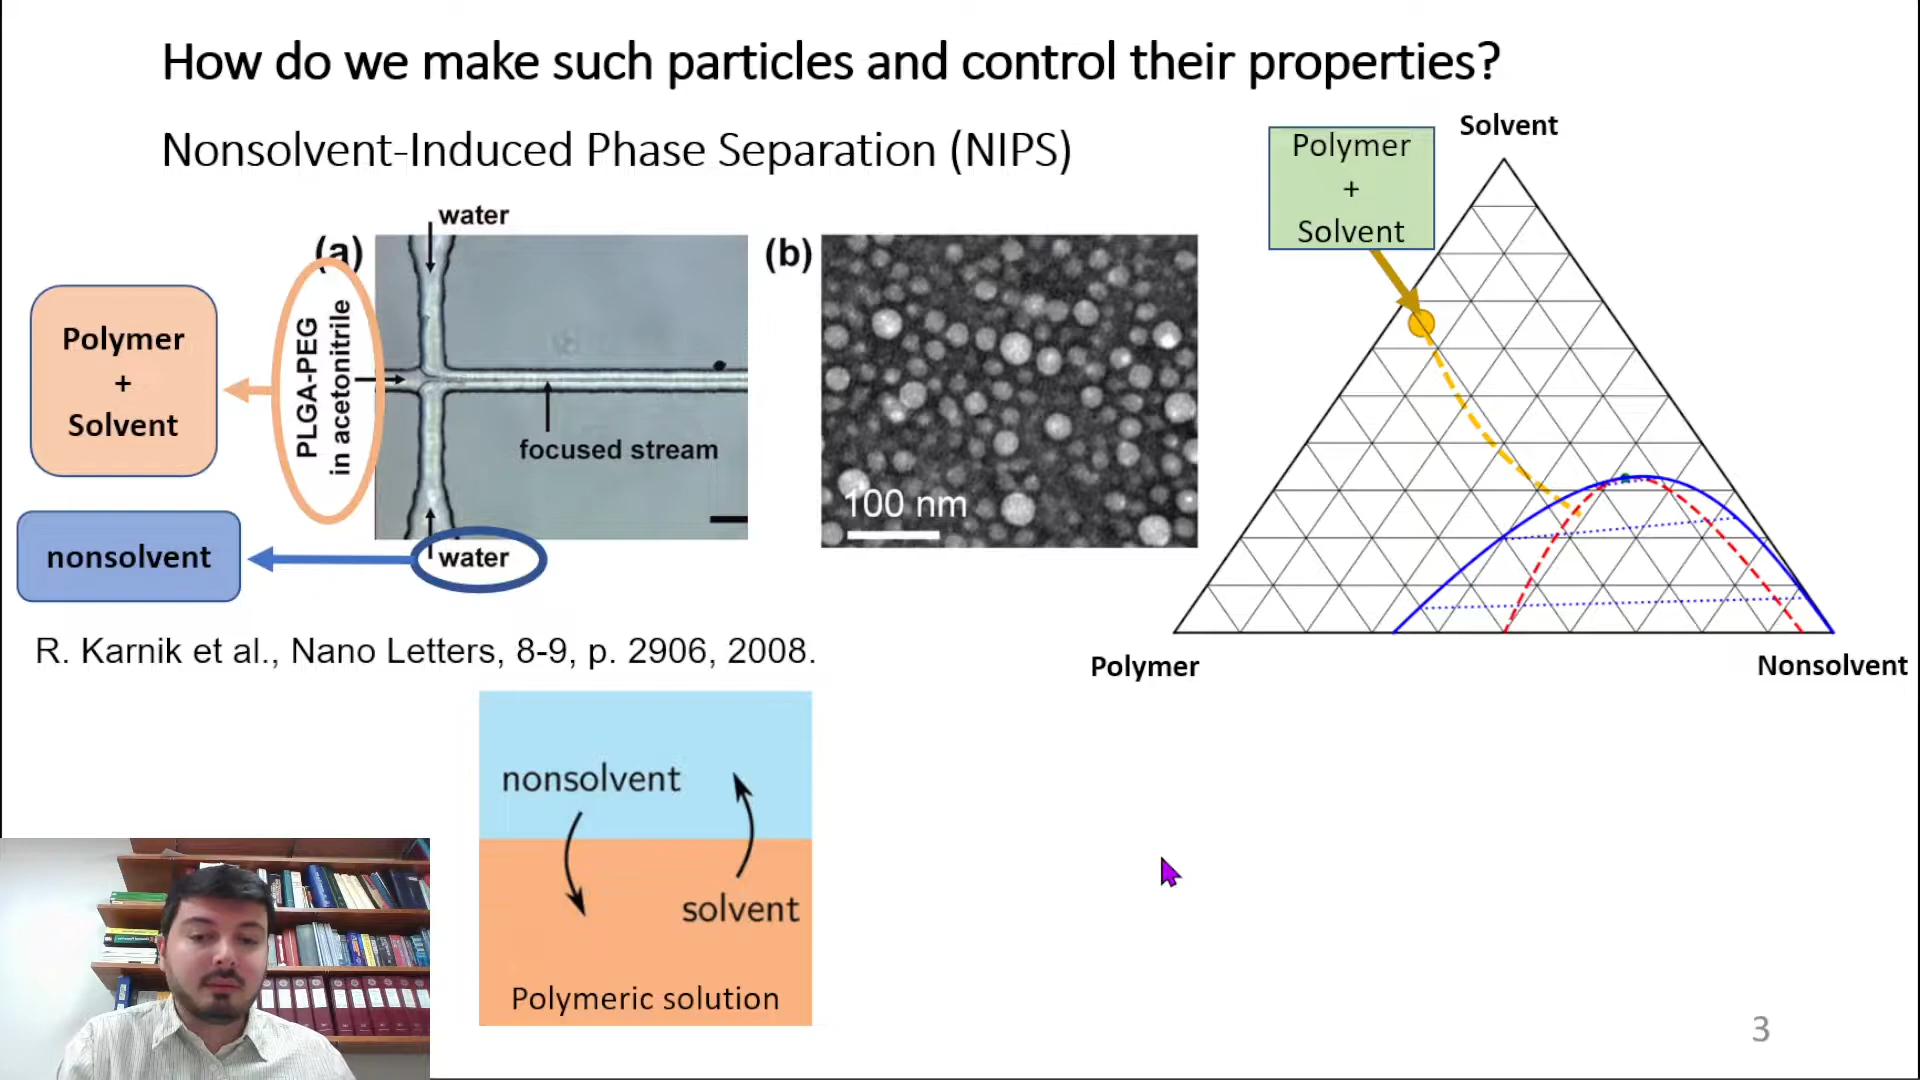 How do we make such particles and control their properties?
Nonsolvent-Induced Phase Separation (NIPS)
Solvent
Polymer
+
Solvent
water
(a)
(b)
Polymer
+
Solvent
PLGA-PEG
in acetonitrile
focused stream
100 nm
nonsolvent
water
R. Karnik et al., Nano Letters, 8-9, p. 2906, 2008.
Polymer
Nonsolvent
nonsolvent
solvent
Polymeric solution
3